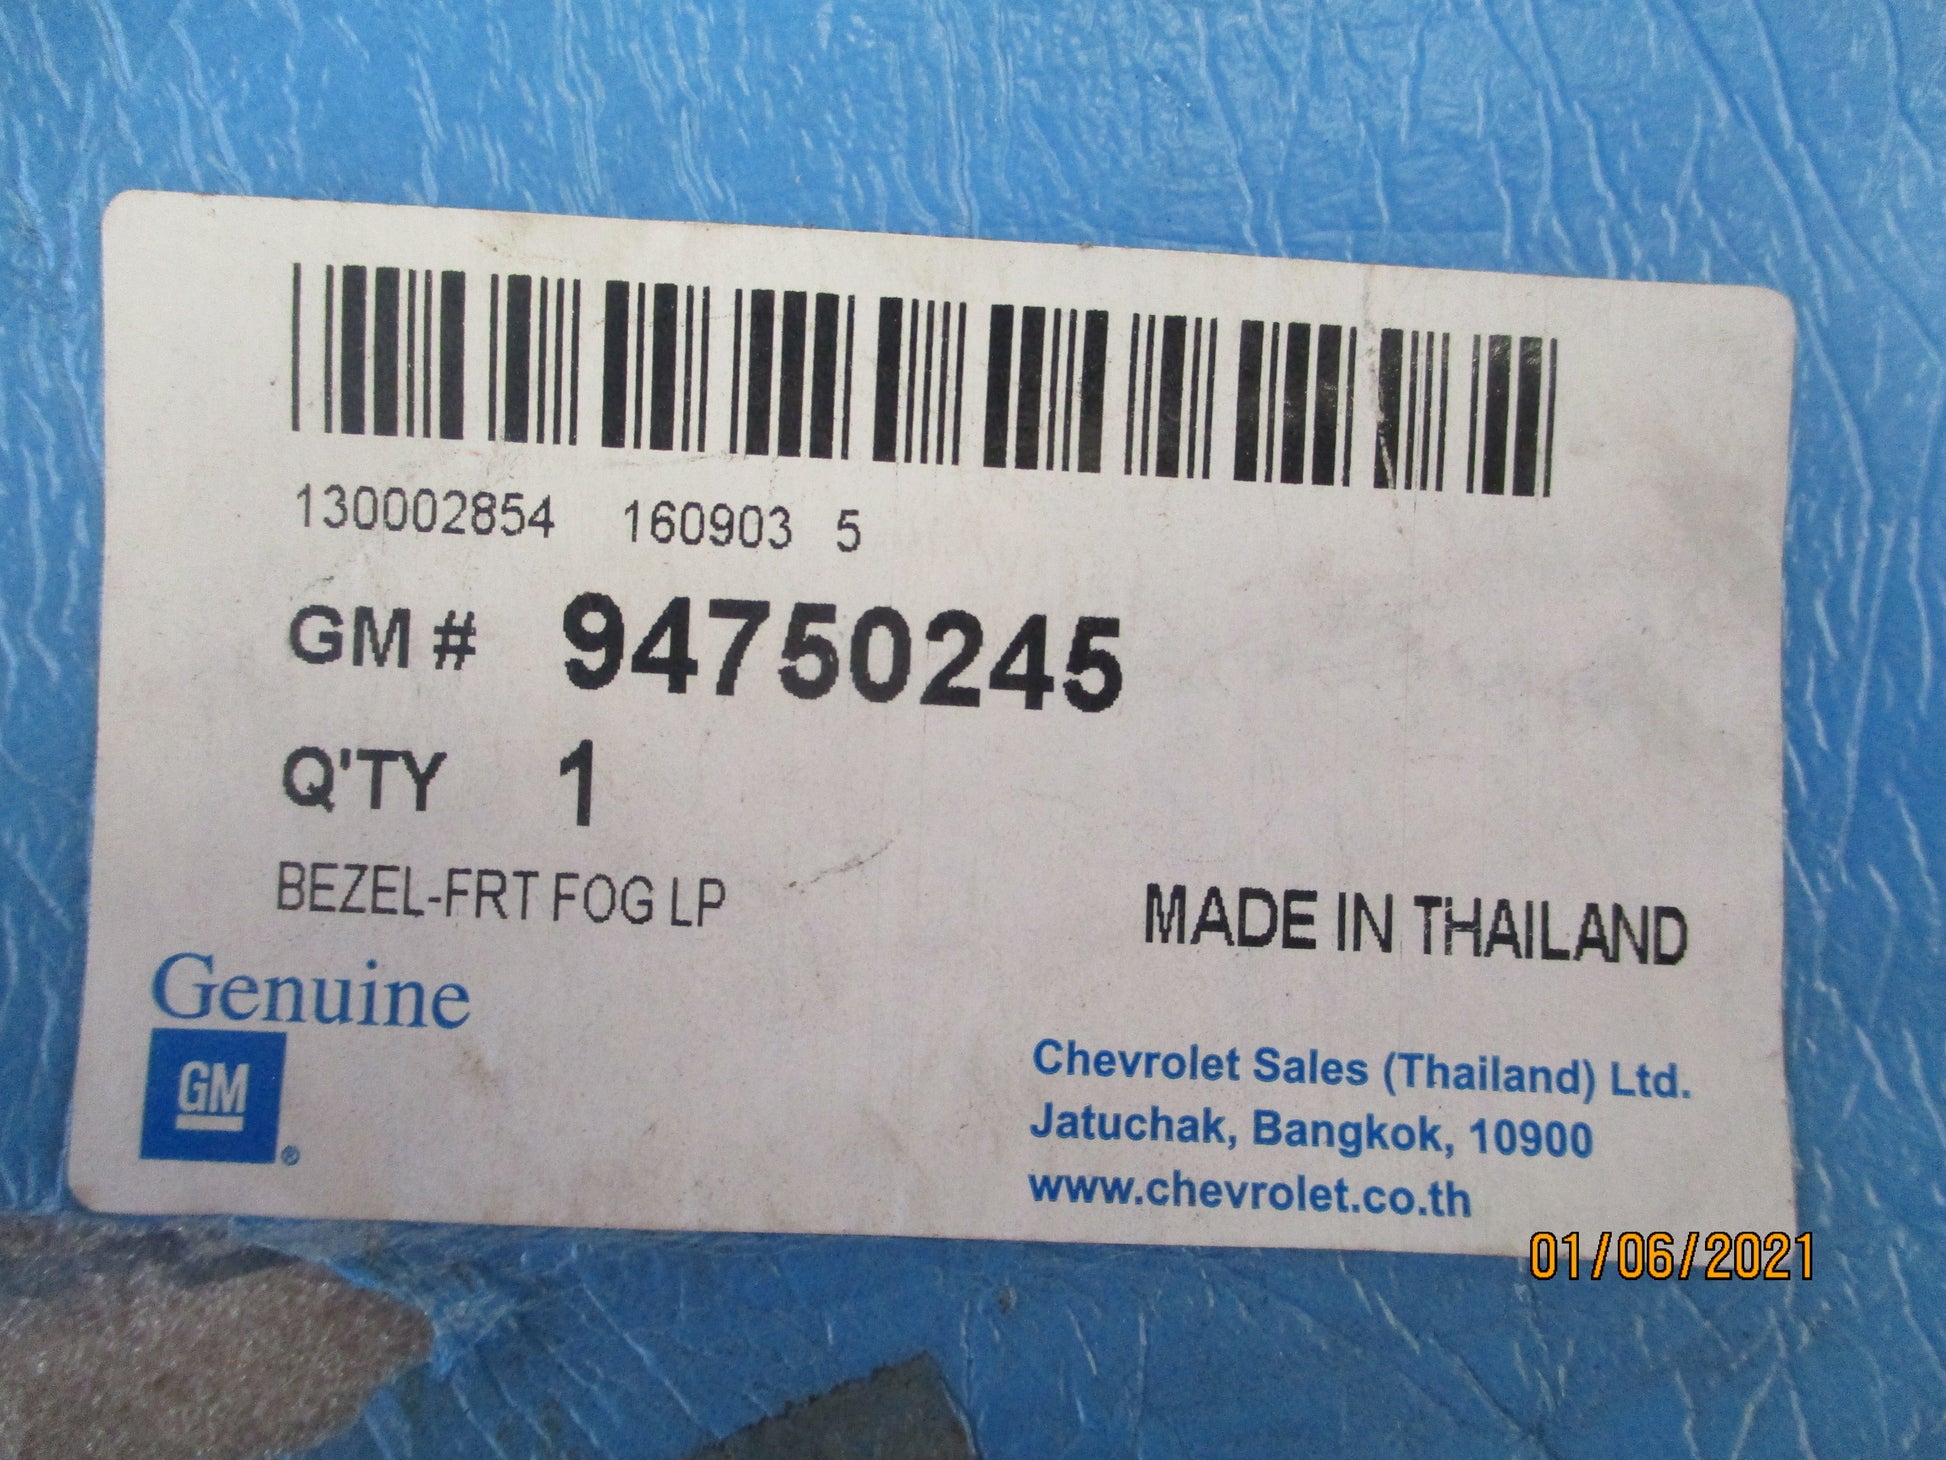 130002854 160903 5
GM # 94750245
Q'TY 1
BEZEL-FRT FOG LP
MADE IN THAILAND
Genuine
GM ®
Chevrolet Sales (Thailand) Ltd.
Jatuchak, Bangkok, 10900
www.chevrolet.co.th
01/06/2021